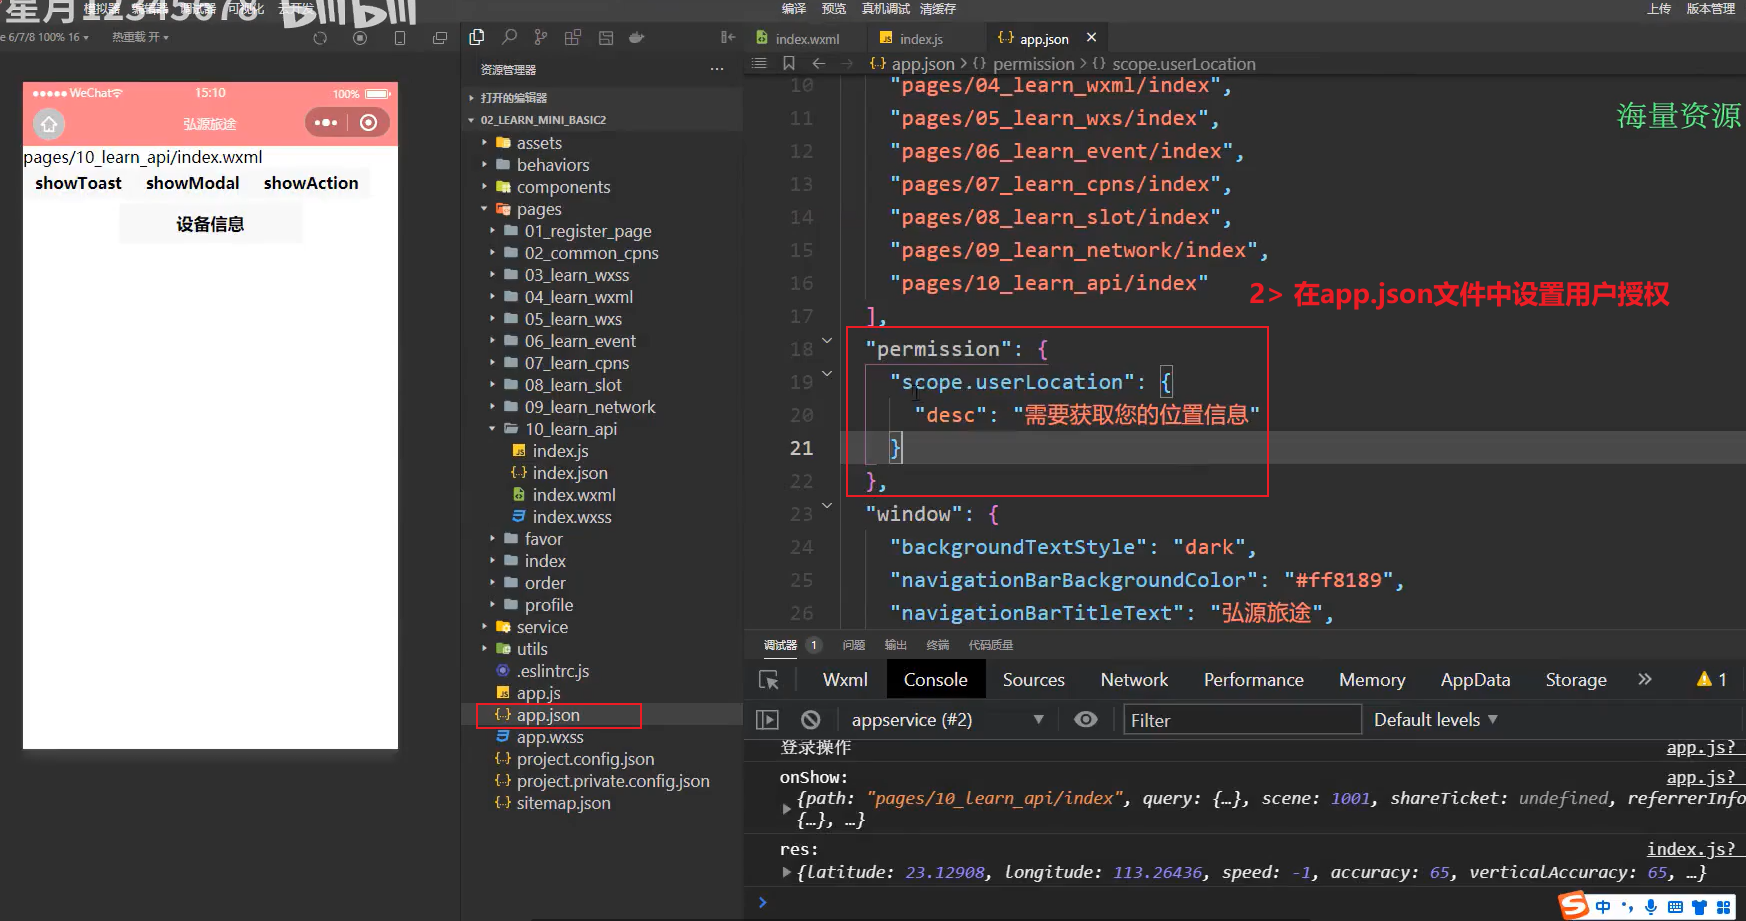 星月12345678 bilibili
模拟器 编辑器 调试器 可视化 云开发
编译 预览 真机调试 清缓存
上传 版本管理
6/7/8 100% 16
热重载 开
index.wxml
index.js
app.json
资源管理器
app.json > permission > scope.userLocation
打开的编辑器
02_LEARN_MINI_BASIC2
assets
behaviors
components
pages
01_register_page
02_common_cpns
03_learn_wxss
04_learn_wxml
05_learn_wxs
06_learn_event
07_learn_cpns
08_learn_slot
09_learn_network
10_learn_api
index.js
index.json
index.wxml
index.wxss
favor
index
order
profile
service
utils
.eslintrc.js
app.js
app.json
app.wxss
project.config.json
project.private.config.json
sitemap.json
WeChat
15:10
100%
弘源旅途
pages/10_learn_api/index.wxml
showToast showModal showAction
设备信息
海量资源
10 "pages/04_learn_wxml/index",
11 "pages/05_learn_wxs/index",
12 "pages/06_learn_event/index",
13 "pages/07_learn_cpns/index",
14 "pages/08_learn_slot/index",
15 "pages/09_learn_network/index",
16 "pages/10_learn_api/index"
2> 在app.json文件中设置用户授权
17 ],
18 "permission": {
19 "scope.userLocation": {
20 "desc": "需要获取您的位置信息"
21 }
22 },
23 "window": {
24 "backgroundTextStyle": "dark",
25 "navigationBarBackgroundColor": "#ff8189",
26 "navigationBarTitleText": "弘源旅途",
调试器 1 问题 输出 终端 代码质量
Wxml Console Sources Network Performance Memory AppData Storage » 1
appservice (#2) Filter Default levels
登录操作 app.js?
onShow: app.js?
{path: "pages/10_learn_api/index", query: {…}, scene: 1001, shareTicket: undefined, referrerInfo
{…}, …}
res: index.js?
{latitude: 23.12908, longitude: 113.26436, speed: -1, accuracy: 65, verticalAccuracy: 65, …}
中